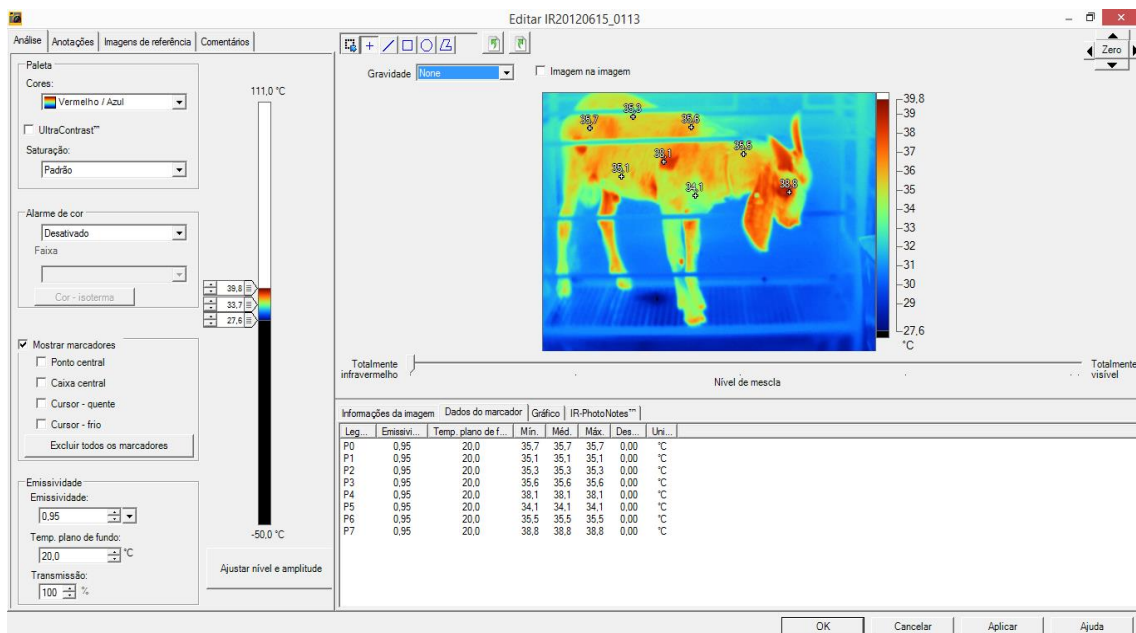 Editar IR20120615_0113
Análise Anotações Imagens de referência Comentários
Paleta
Cores:
Vermelho / Azul
UltraContrast™
Saturação:
Padrão
Alarme de cor
Desativado
Faixa
Cor - isoterma
Mostrar marcadores
Ponto central
Caixa central
Cursor - quente
Cursor - frio
Excluir todos os marcadores
Emissividade
Emissividade:
0,95
Temp. plano de fundo:
20,0 °C
Transmissão:
100 %
111,0 °C
39,8
33,7
27,6
-50,0 °C
Ajustar nível e amplitude
Gravidade None Imagem na imagem
Zero
35,3
35,7 35,6
38,1 35,5
35,1
34,1 38,8
39,8
39
38
37
36
35
34
33
32
31
30
29
27,6
°C
Totalmente infravermelho
Nível de mescla
Totalmente visível
Informações da imagem Dados do marcador Gráfico IR-PhotoNotes™
Leg... Emissivi... Temp. plano de f... Mín. Méd. Máx. Des... Uni...
P0 0,95 20,0 35,7 35,7 35,7 0,00 °C
P1 0,95 20,0 35,1 35,1 35,1 0,00 °C
P2 0,95 20,0 35,3 35,3 35,3 0,00 °C
P3 0,95 20,0 35,6 35,6 35,6 0,00 °C
P4 0,95 20,0 38,1 38,1 38,1 0,00 °C
P5 0,95 20,0 34,1 34,1 34,1 0,00 °C
P6 0,95 20,0 35,5 35,5 35,5 0,00 °C
P7 0,95 20,0 38,8 38,8 38,8 0,00 °C
OK Cancelar Aplicar Ajuda